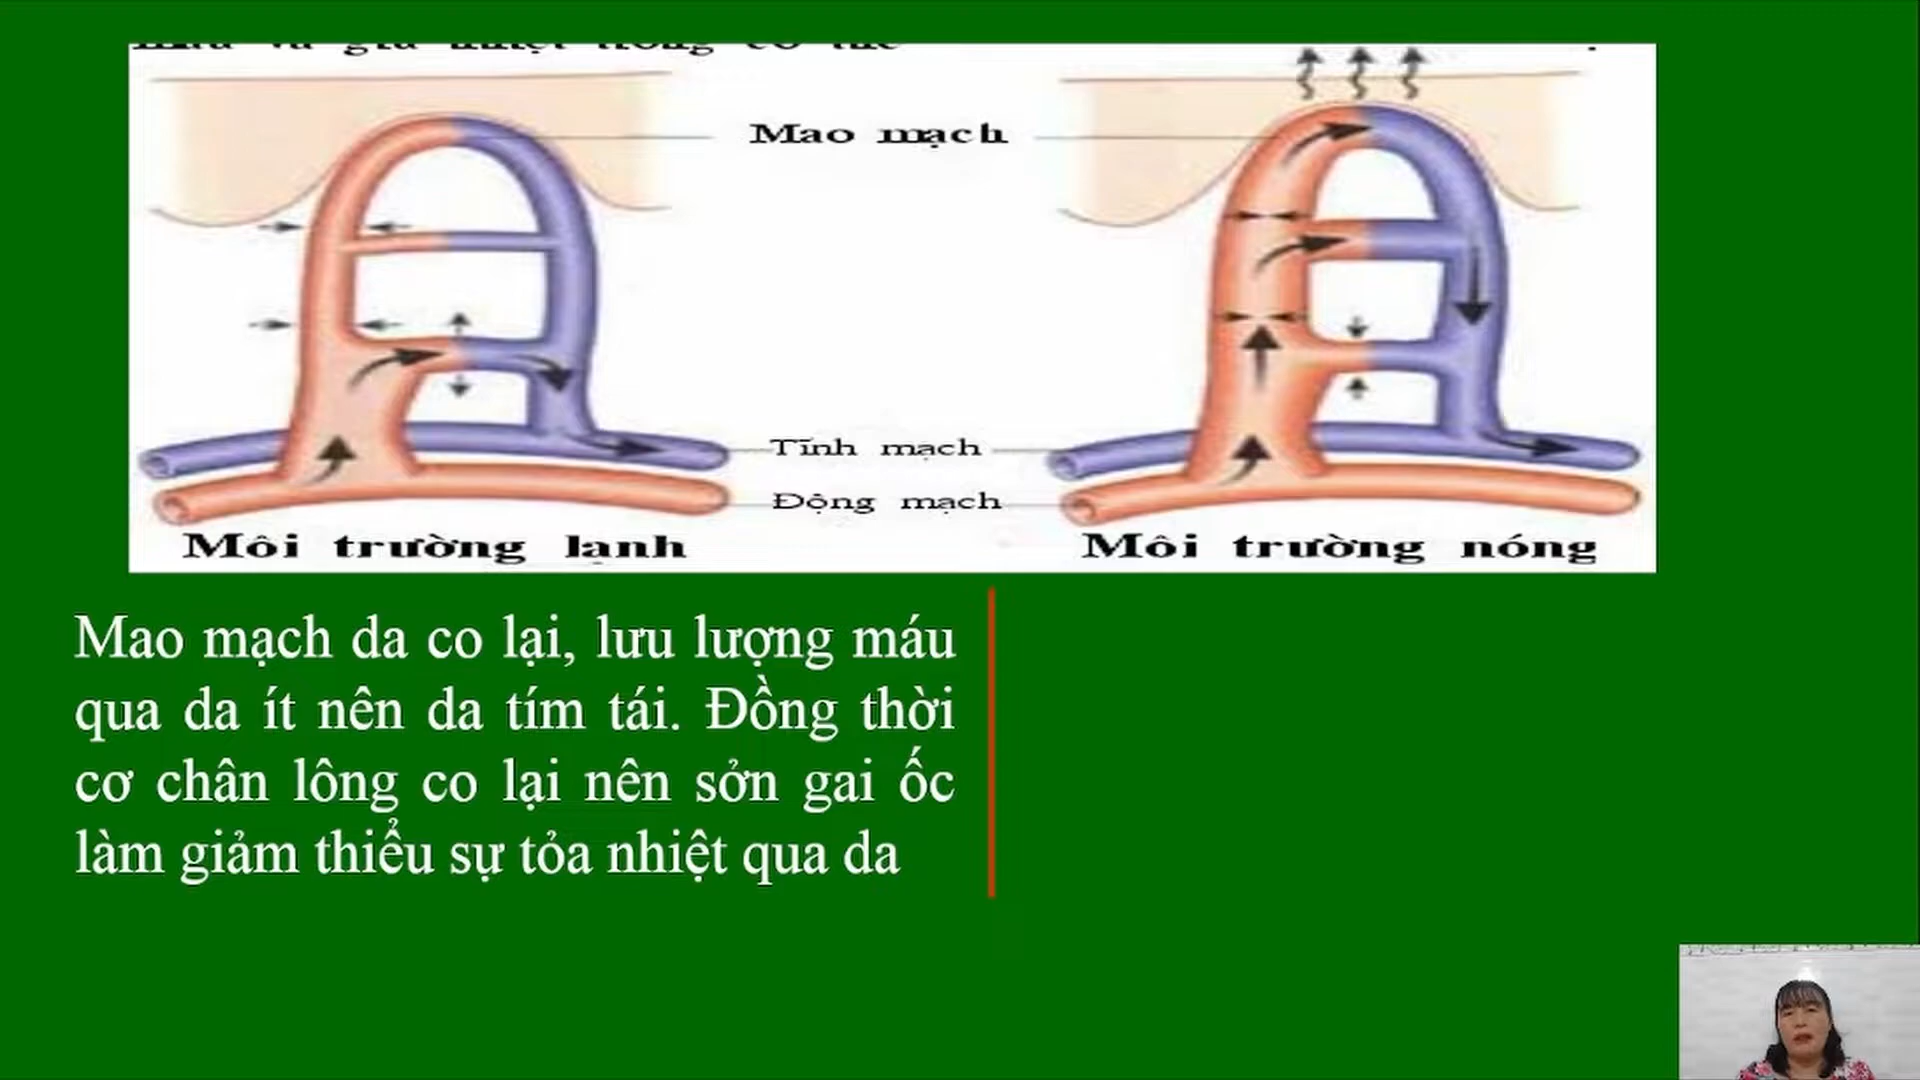 Mao mạch
Tĩnh mạch
Động mạch
Môi trường lạnh
Môi trường nóng
Mao mạch da co lại, lưu lượng máu
qua da ít nên da tím tái. Đồng thời
cơ chân lông co lại nên sởn gai ốc
làm giảm thiểu sự tỏa nhiệt qua da